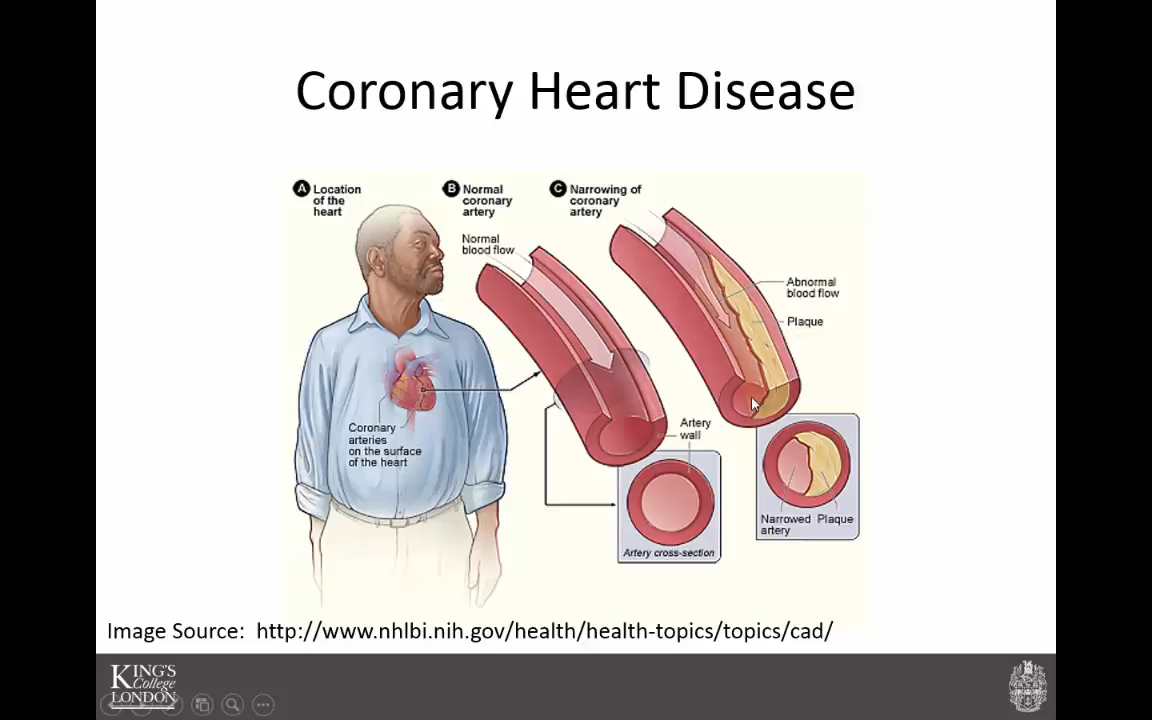 Coronary Heart Disease
A Location
of the
heart
B Normal
coronary
artery
Normal
blood flow
C Narrowing of
coronary
artery
Abnormal
blood flow
Plaque
Coronary
arteries
on the surface
of the heart
Artery
wall
Artery cross-section
Narrowed
artery
Plaque
Image Source: http://www.nhlbi.nih.gov/health/health-topics/topics/cad/
KING'S
College
LONDON